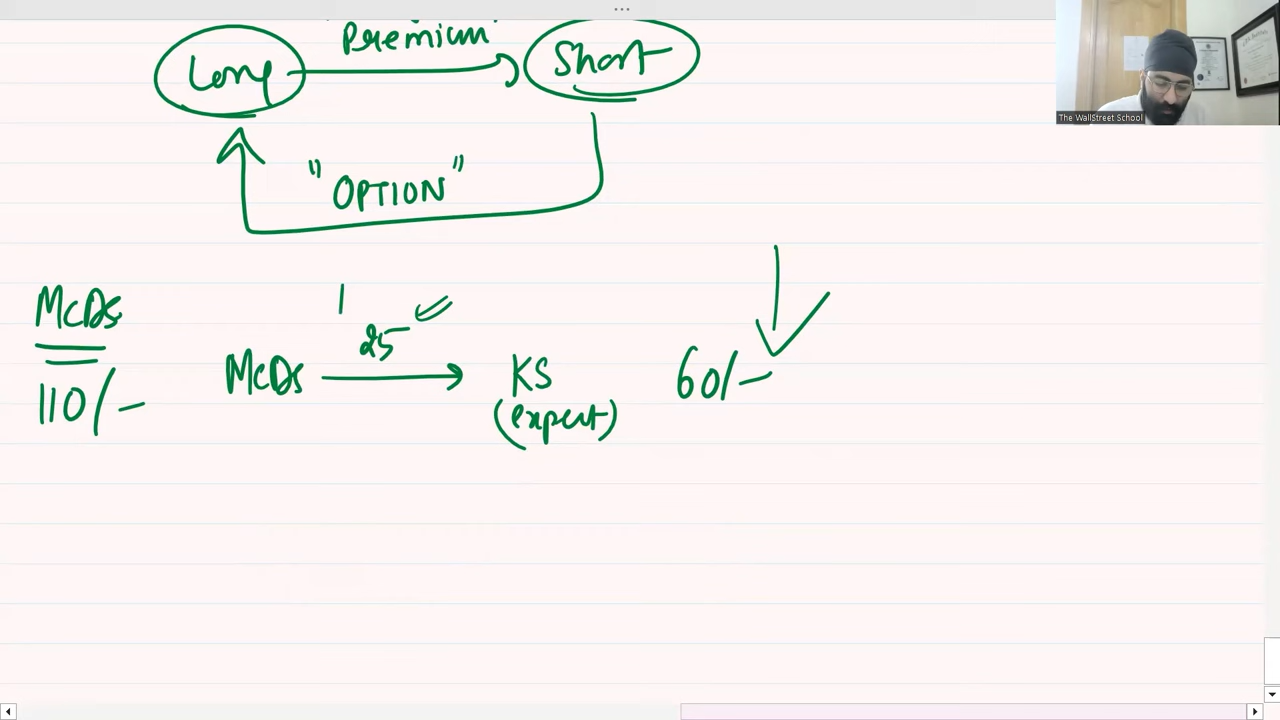 Premium
Long
Short
"OPTION"
McDs
110/-
McDs
25
KS
(expert)
60/-
The WallStreet School